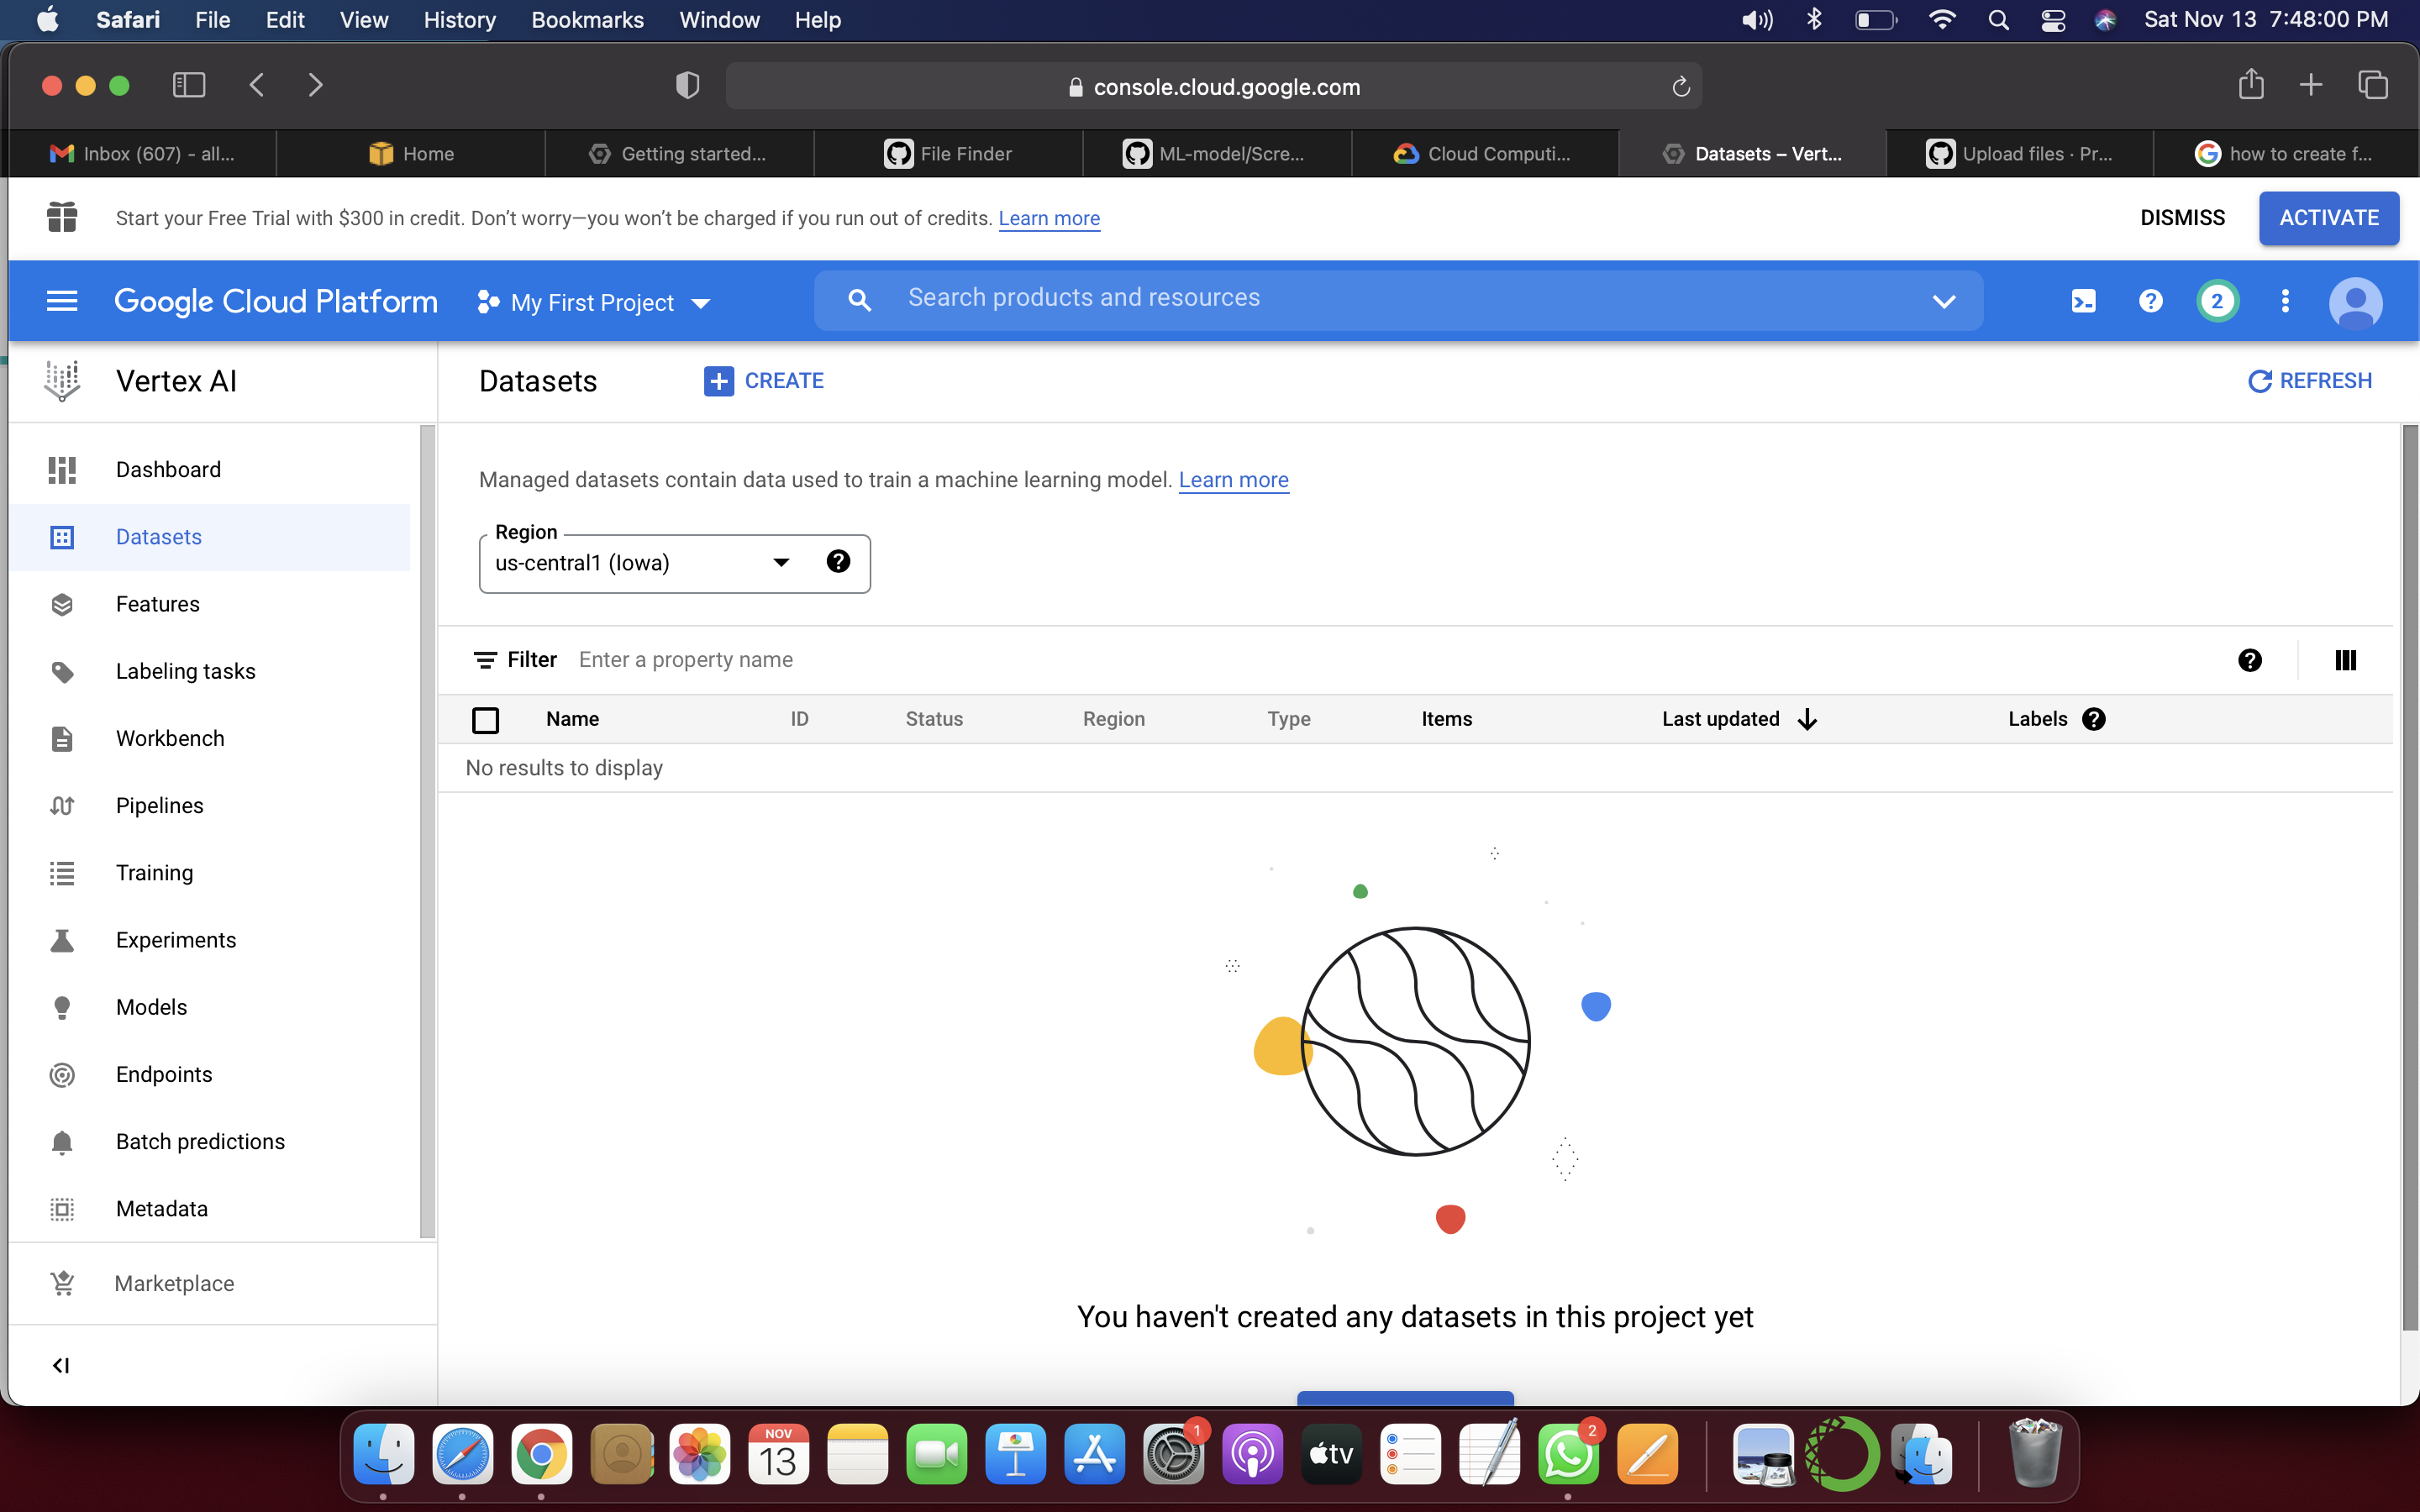 Safari File Edit View History Bookmarks Window Help Sat Nov 13 7:48:00 PM
console.cloud.google.com
Inbox (607) - all... Home Getting started... File Finder ML-model/Scre... Cloud Computi... Datasets – Vert... Upload files · Pr... how to create f...
Start your Free Trial with $300 in credit. Don't worry—you won't be charged if you run out of credits. Learn more DISMISS ACTIVATE
Google Cloud Platform My First Project Search products and resources 2
Vertex AI
Datasets CREATE REFRESH
Dashboard
Datasets
Features
Labeling tasks
Workbench
Pipelines
Training
Experiments
Models
Endpoints
Batch predictions
Metadata
Marketplace
Managed datasets contain data used to train a machine learning model. Learn more
Region
us-central1 (Iowa)
Filter Enter a property name
Name ID Status Region Type Items Last updated Labels
No results to display
You haven't created any datasets in this project yet
NOV
13
1
tv
2